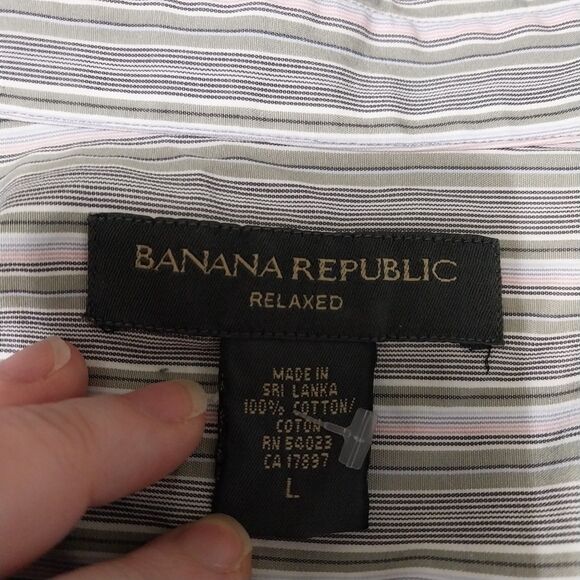 BANANA REPUBLIC
RELAXED
MADE IN
SRI LANKA
100% COTTON/
COTON
RN 54023
CA 17897
L